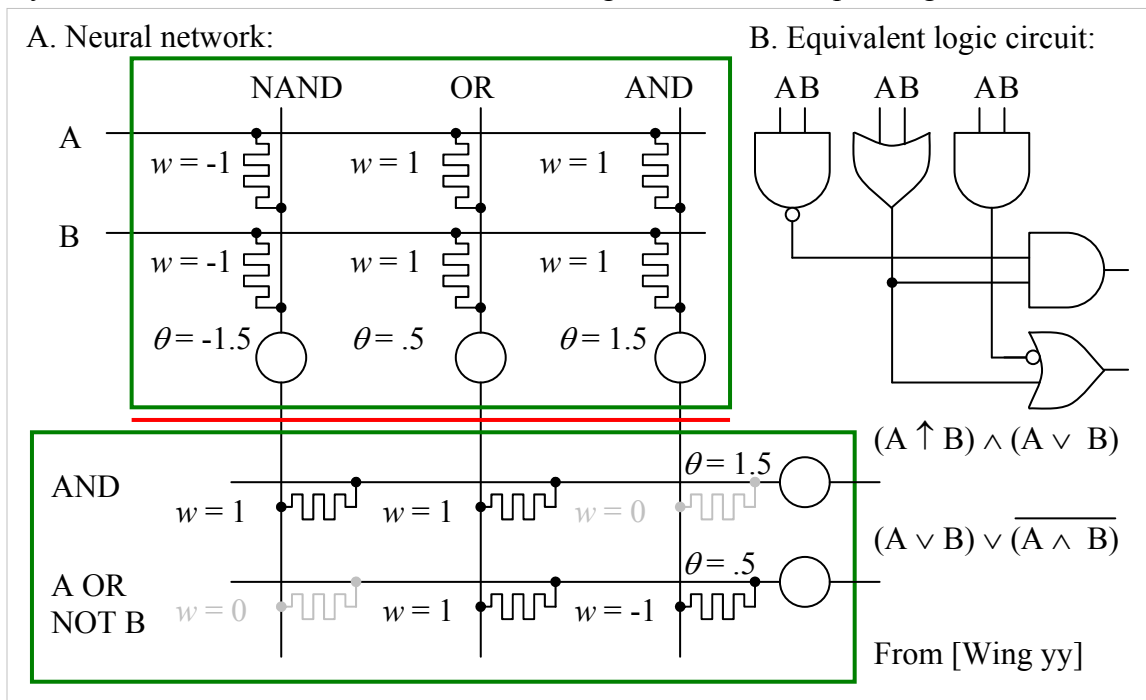 A. Neural network:
B. Equivalent logic circuit:
NAND OR AND
AB AB AB
A
w = -1 w = 1 w = 1
B
w = -1 w = 1 w = 1
θ = -1.5 θ = .5 θ = 1.5
(A ↑ B) ∧ (A ∨ B)
θ = 1.5
AND
w = 1 w = 1 w = 0
(A ∨ B) ∨ (A̅ ̅∧̅ ̅B̅)
θ = .5
A OR
NOT B
w = 0 w = 1 w = -1
From [Wing yy]